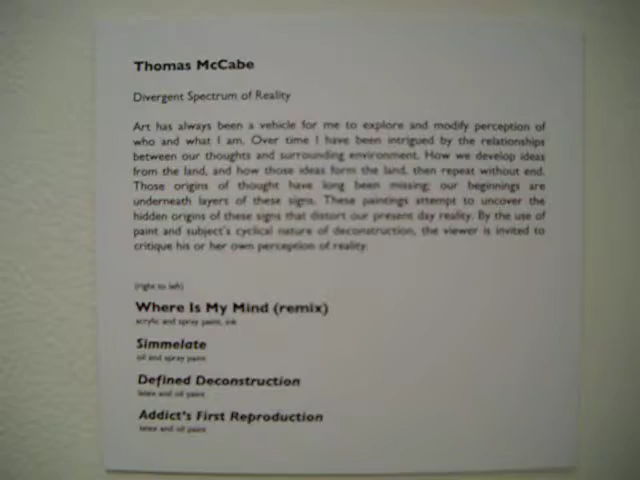 Thomas McCabe
Divergent Spectrum of Reality
Art has always been a vehicle for me to explore and modify perception of
who and what I am. Over time I have been intrigued by the relationships
between our thoughts and surrounding environment. How we develop ideas
from the land, and how those ideas form the land, then repeat without end.
Those origins of thought have long been missing; our beginnings are
underneath layers of these signs. These paintings attempt to uncover the
hidden origins of these signs that distort our present day reality. By the use of
paint and subject's cyclical nature of deconstruction, the viewer is invited to
critique his or her own perception of reality.
(right to left)
Where Is My Mind (remix)
acrylic and spray paint, ink
Simmelate
oil and spray paint
Defined Deconstruction
latex and oil paint
Addict's First Reproduction
latex and oil paint